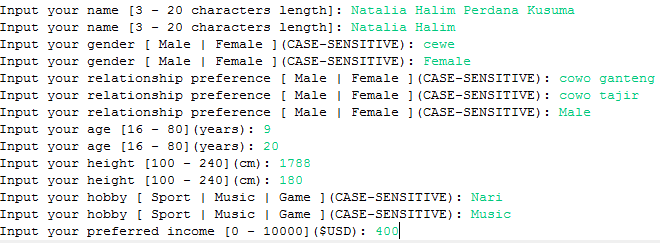 Input your name [3 - 20 characters length]: Natalia Halim Perdana Kusuma
Input your name [3 - 20 characters length]: Natalia Halim
Input your gender [ Male | Female ](CASE-SENSITIVE): cewe
Input your gender [ Male | Female ](CASE-SENSITIVE): Female
Input your relationship preference [ Male | Female ](CASE-SENSITIVE): cowo ganteng
Input your relationship preference [ Male | Female ](CASE-SENSITIVE): cowo tajir
Input your relationship preference [ Male | Female ](CASE-SENSITIVE): Male
Input your age [16 - 80](years): 9
Input your age [16 - 80](years): 20
Input your height [100 - 240](cm): 1788
Input your height [100 - 240](cm): 180
Input your hobby [ Sport | Music | Game ](CASE-SENSITIVE): Nari
Input your hobby [ Sport | Music | Game ](CASE-SENSITIVE): Music
Input your preferred income [0 - 10000]($USD): 400